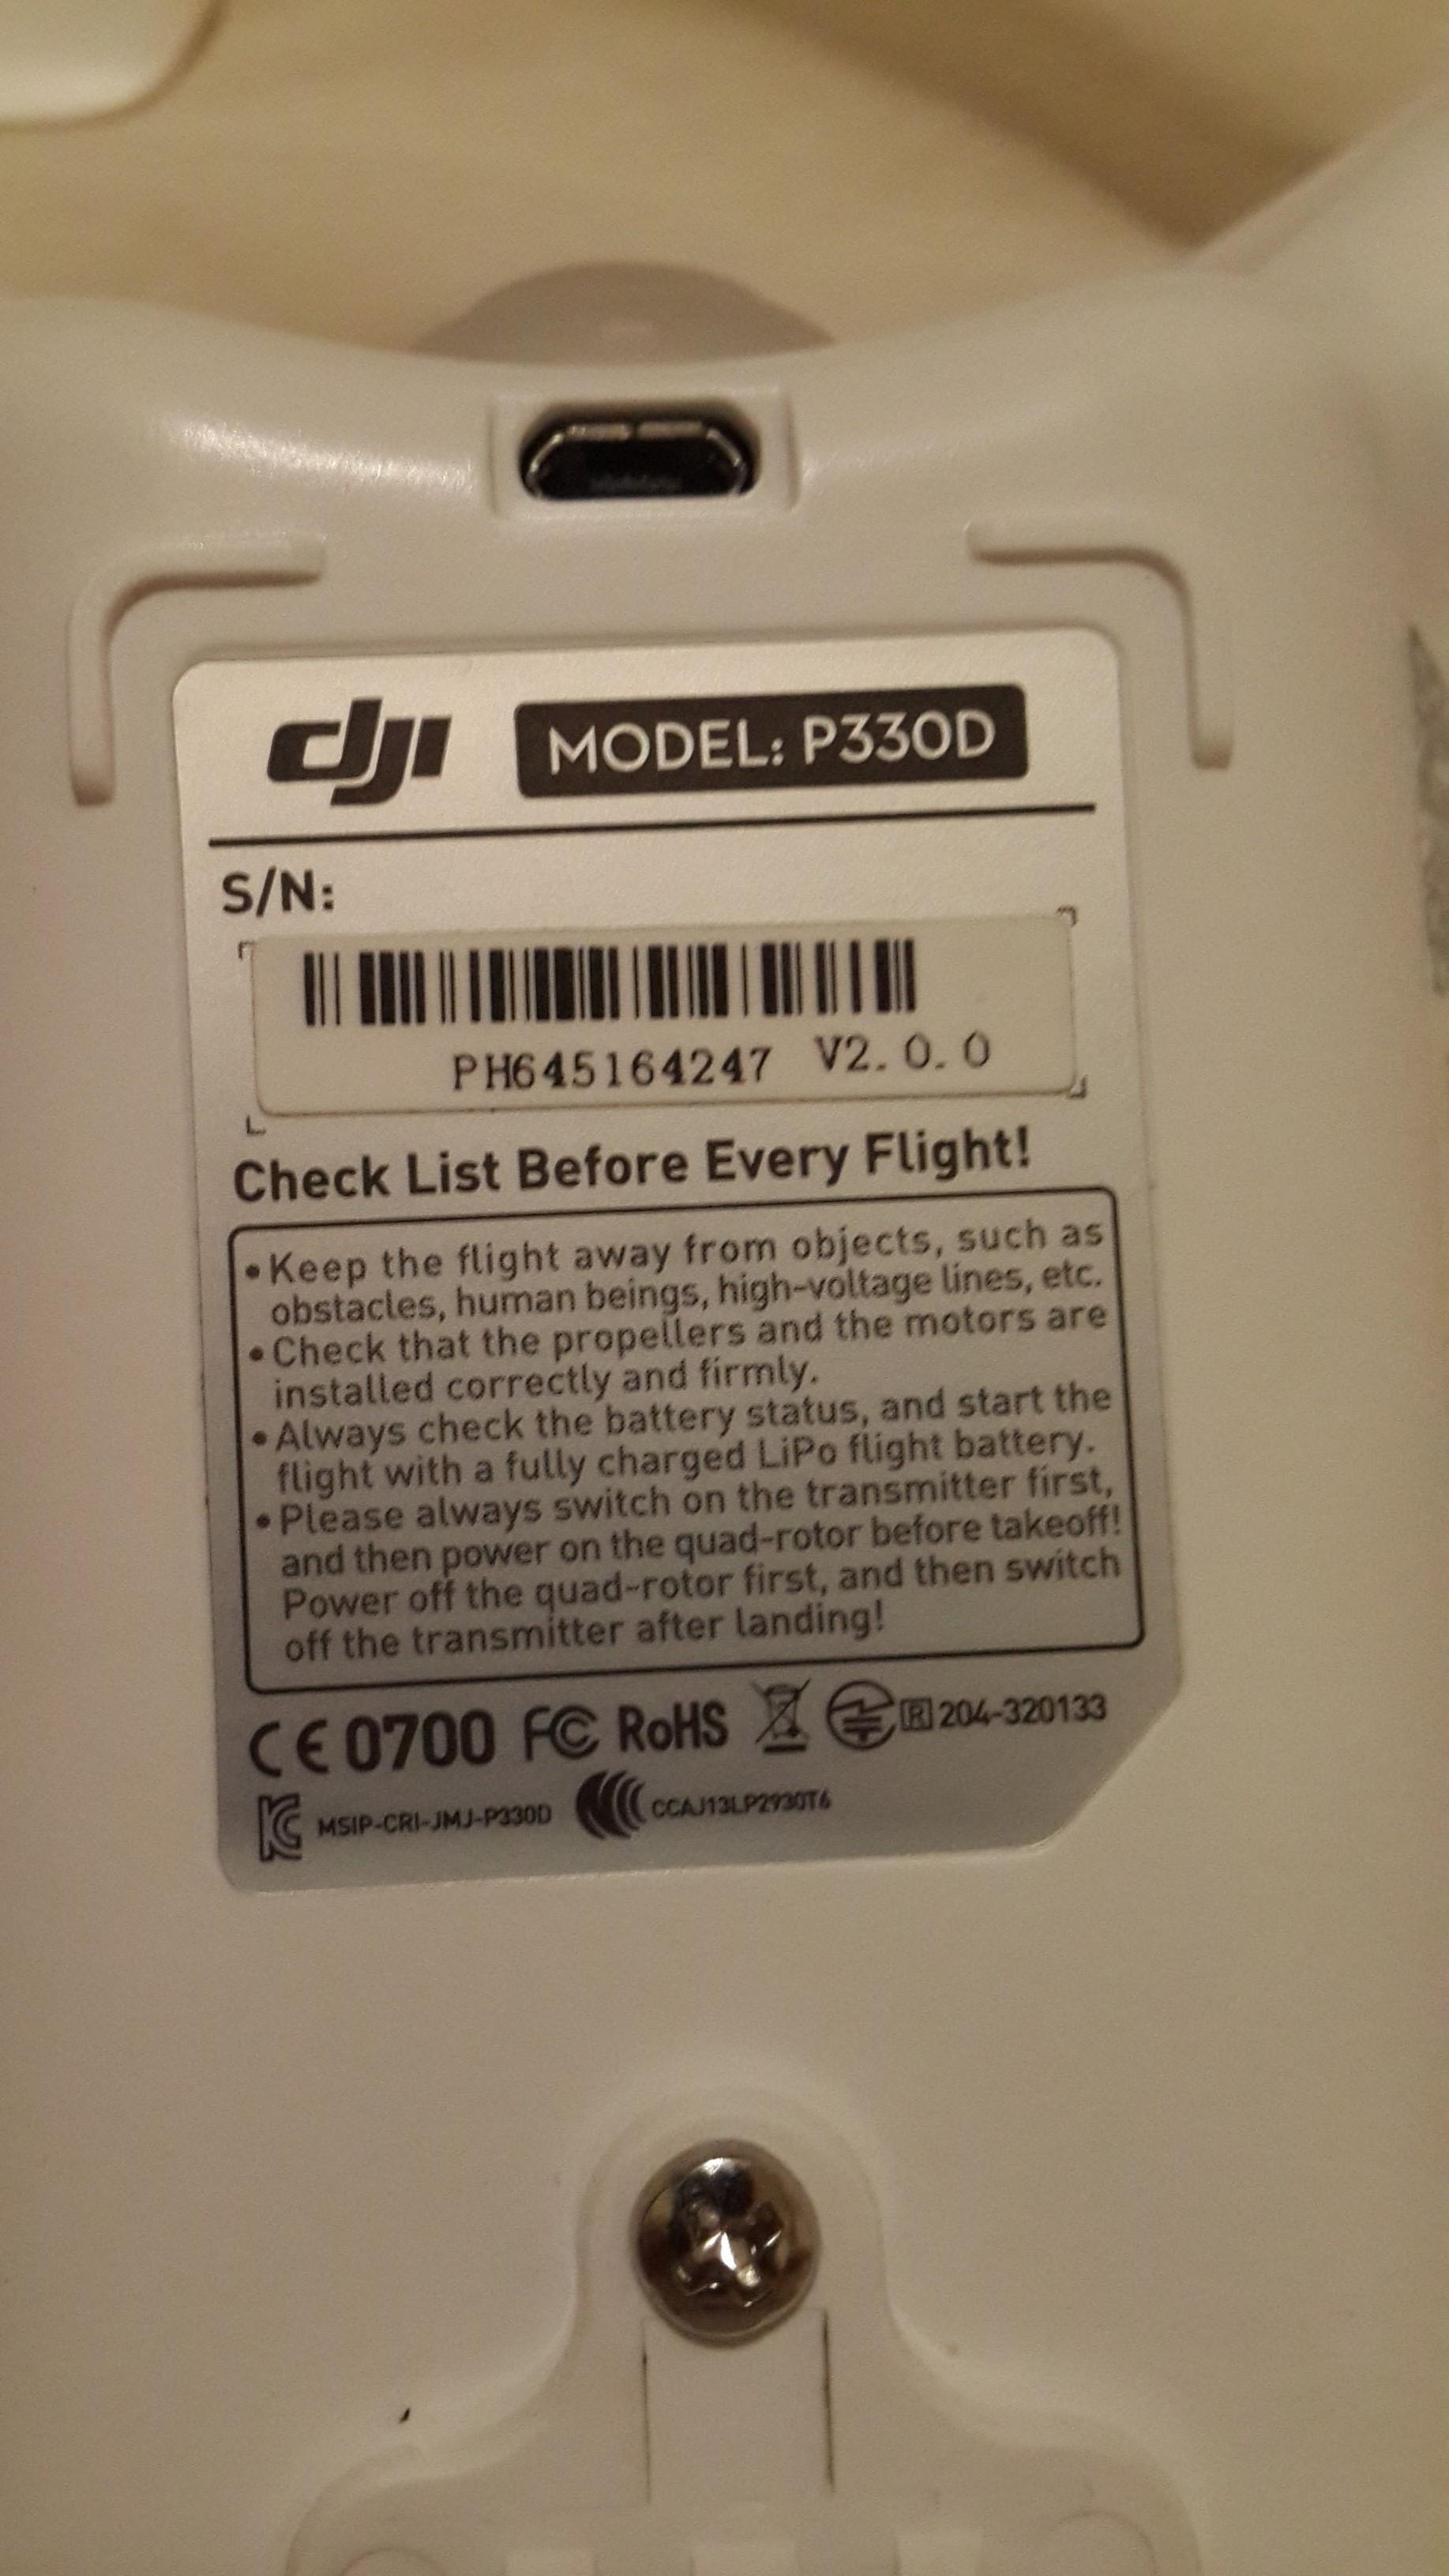 dji MODEL: P330D
S/N:
PH645164247 V2.0.0
Check List Before Every Flight!
• Keep the flight away from objects, such as
obstacles, human beings, high-voltage lines, etc.
• Check that the propellers and the motors are
installed correctly and firmly.
• Always check the battery status, and start the
flight with a fully charged LiPo flight battery.
• Please always switch on the transmitter first,
and then power on the quad-rotor before takeoff!
Power off the quad-rotor first, and then switch
off the transmitter after landing!
CE 0700 FC RoHS R 204-320133
KC MSIP-CRI-JMJ-P330D CCAJ13LP2930T6